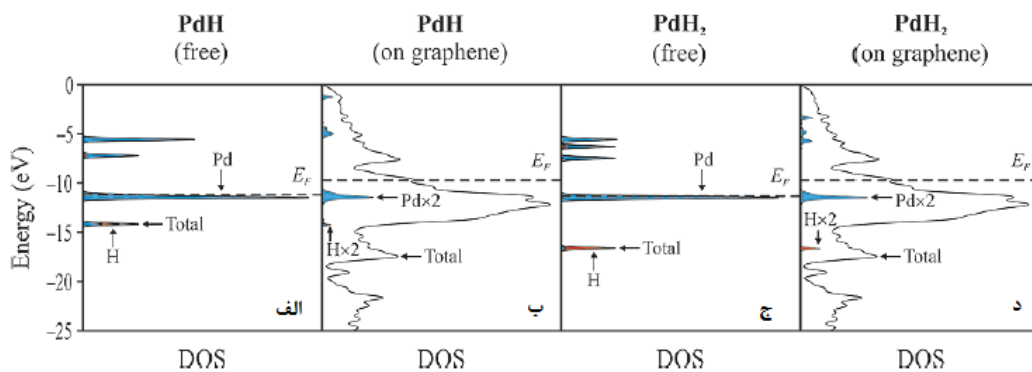 PdH
(free)
PdH
(on graphene)
PdH₂
(free)
PdH₂
(on graphene)
Energy (eV)
0
−5
−10
−15
−20
−25
Pd
E_F
Total
H
الف
E_F
Pd×2
H×2
Total
ب
Pd
E_F
Total
H
ج
E_F
H×2
Pd×2
Total
د
DOS
DOS
DOS
DOS